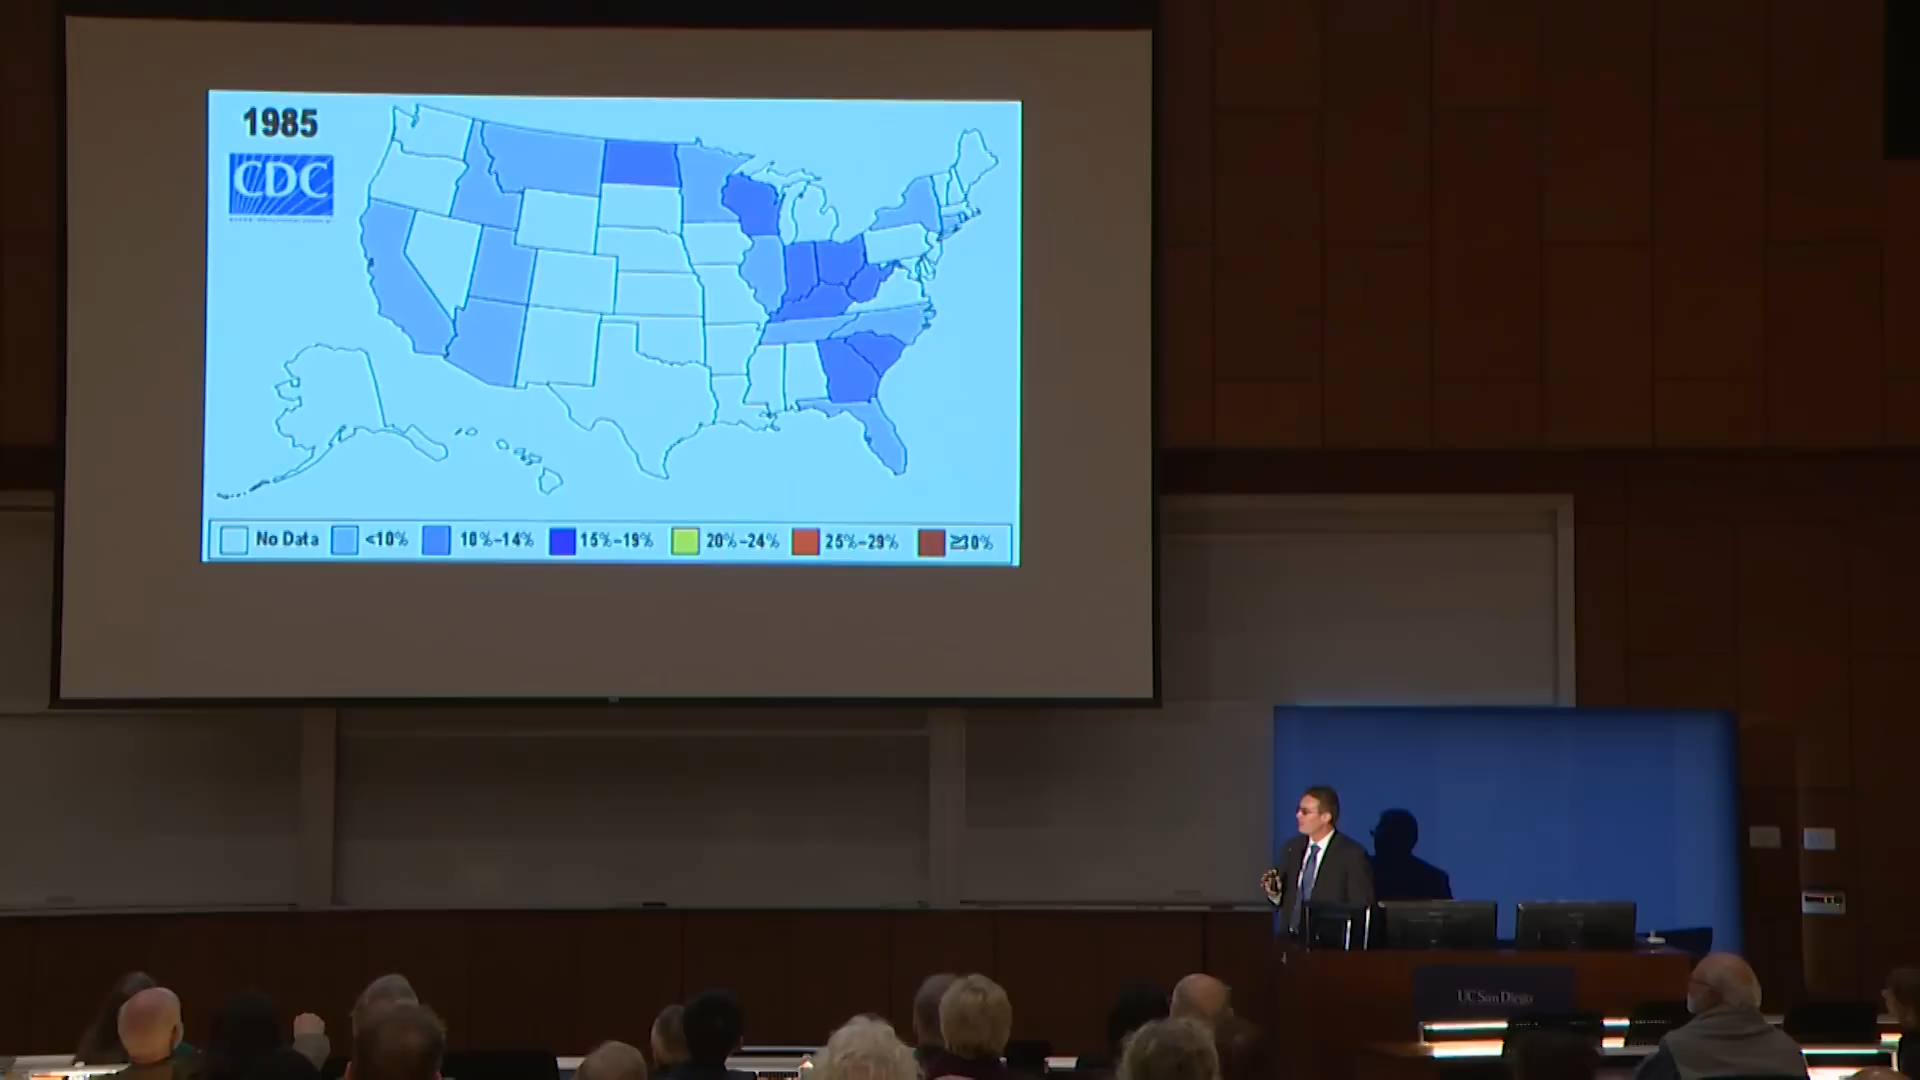 1985
CDC
No Data <10% 10%–14% 15%–19% 20%–24% 25%–29% ≥30%
UC San Diego